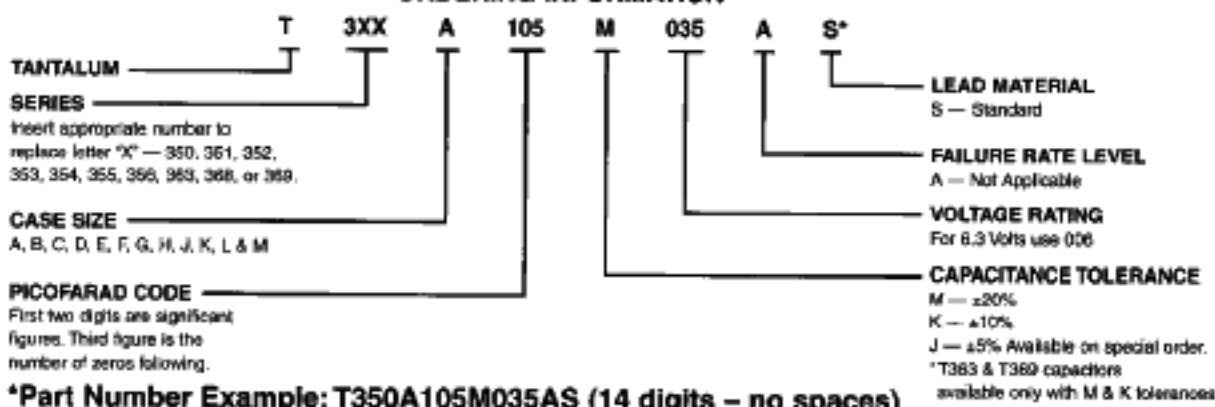 T 3XX A 105 M 035 A S*
TANTALUM
SERIES
Insert appropriate number to
replace letter "X" — 350, 351, 352,
353, 354, 355, 356, 363, 368, or 369.
CASE SIZE
A, B, C, D, E, F, G, H, J, K, L & M
PICOFARAD CODE
First two digits are significant
figures. Third figure is the
number of zeros following.
LEAD MATERIAL
S — Standard
FAILURE RATE LEVEL
A — Not Applicable
VOLTAGE RATING
For 6.3 Volts use 006
CAPACITANCE TOLERANCE
M — ±20%
K — ±10%
J — ±5% Available on special order.
*T363 & T369 capacitors
available only with M & K tolerances
*Part Number Example: T350A105M035AS (14 digits – no spaces)